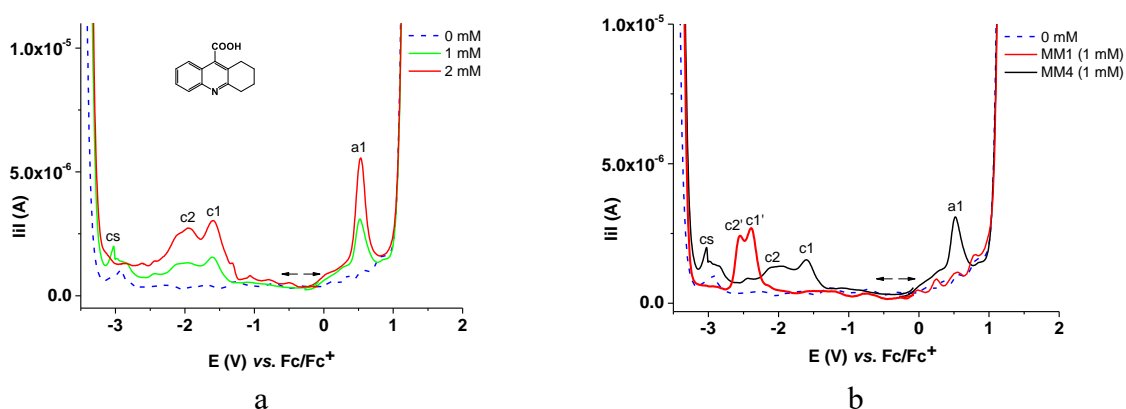 1.0x10⁻⁵
5.0x10⁻⁶
0.0
IiI (A)
-3 -2 -1 0 1 2
E (V) vs. Fc/Fc⁺
COOH
N
0 mM
1 mM
2 mM
cs
c2
c1
a1
a
1.0x10⁻⁵
5.0x10⁻⁶
0.0
IiI (A)
-3 -2 -1 0 1 2
E (V) vs. Fc/Fc⁺
0 mM
MM1 (1 mM)
MM4 (1 mM)
cs
c2'
c1'
c2
c1
a1
b